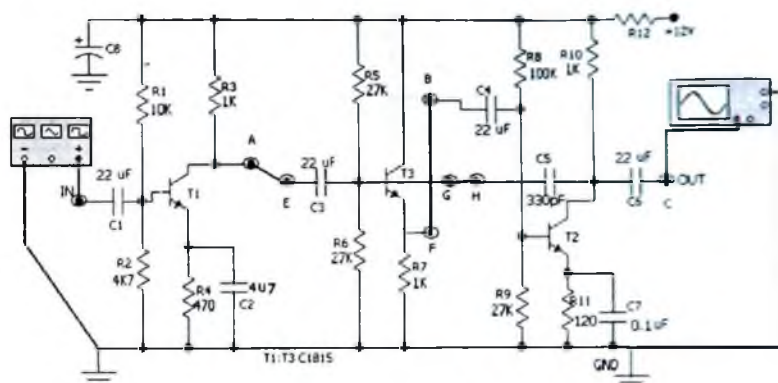 R12
+12V
C8
R1
10K
R3
1K
R5
27K
B
C4
22 uF
R8
100K
R10
1K
A
22 uF
IN
C1
T1
E
22 uF
C3
T3
G
H
C5
330pF
22 uF
C6
OUT
C
F
T2
R2
4K7
R4
470
4U7
C2
R6
27K
R7
1K
R9
27K
R11
120
C7
0.1uF
T1:T3 C1815
GND